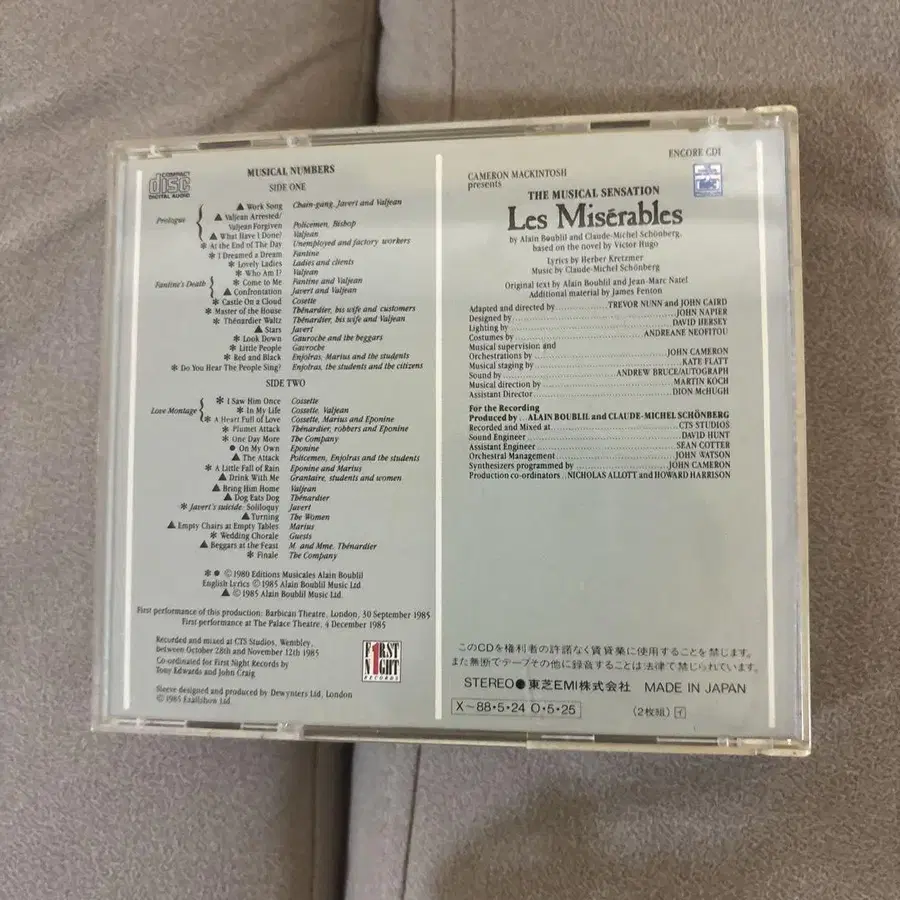 COMPACT
disc
DIGITAL AUDIO
MUSICAL NUMBERS
SIDE ONE
Prologue
▲ Work Song Chain-gang, Javert and Valjean
▲ Valjean Arrested/
Valjean Forgiven Policemen, Bishop
▲ What Have I Done? Valjean
✻ At the End of The Day Unemployed and factory workers
✻ I Dreamed a Dream Fantine
✻ Lovely Ladies Ladies and clients
✻ Who Am I? Valjean
Fantine's Death
✻ Come to Me Fantine and Valjean
▲ Confrontation Javert and Valjean
✻ Castle On a Cloud Cosette
✻ Master of the House Thénardier, his wife and customers
✻ Thénardier Waltz Thénardier, his wife and Valjean
▲ Stars Javert
✻ Look Down Gauroche and the beggars
✻ Little People Gavroche
✻ Red and Black Enjolras, Marius and the students
✻ Do You Hear The People Sing? Enjolras, the students and the citizens
SIDE TWO
✻ I Saw Him Once Cossette
Love Montage
✻ In My Life Cossette, Valjean
✻ A Heart Full of Love Cossette, Marius and Eponine
✻ Plumet Attack Thénardier, robbers and Eponine
✻ One Day More The Company
● On My Own Eponine
▲ The Attack Policemen, Enjolras and the students
✻ A Little Fall of Rain Eponine and Marius
▲ Drink With Me Grantaire, students and women
▲ Bring Him Home Valjean
▲ Dog Eats Dog Thénardier
✻ Javert's suicide: Soliloquy Javert
▲ Turning The Women
▲ Empty Chairs at Empty Tables Marius
✻ Wedding Chorale Guests
▲ Beggars at the Feast M. and Mme. Thénardier
✻ Finale The Company
✻ ● © 1980 Editions Musicales Alain Boublil
English Lyrics © 1985 Alain Boublil Music Ltd.
▲ © 1985 Alain Boublil Music Ltd.
First performance of this production: Barbican Theatre, London, 30 September 1985
First performance at The Palace Theatre, 4 December 1985
Recorded and mixed at CTS Studios, Wembley,
between October 28th and November 12th 1985
Co-ordinated for First Night Records by
Tony Edwards and John Craig
Sleeve designed and produced by Dewynters Ltd, London
© 1985 Exallshow Ltd.
F1RST
N1GHT
RECORDS
ENCORE CD1
CAMERON MACKINTOSH
presents
THE MUSICAL SENSATION
Les Misérables
by Alain Boublil and Claude-Michel Schönberg,
based on the novel by Victor Hugo
Lyrics by Herber Kretzmer
Music by Claude-Michel Schönberg
Original text by Alain Boublil and Jean-Marc Natel
Additional material by James Fenton
Adapted and directed by TREVOR NUNN and JOHN CAIRD
Designed by JOHN NAPIER
Lighting by DAVID HERSEY
Costumes by ANDREANE NEOFITOU
Musical supervision and
Orchestrations by JOHN CAMERON
Musical staging by KATE FLATT
Sound by ANDREW BRUCE/AUTOGRAPH
Musical direction by MARTIN KOCH
Assistant Director DION McHUGH
For the Recording
Produced by ALAIN BOUBLIL and CLAUDE-MICHEL SCHÖNBERG
Recorded and Mixed at CTS STUDIOS
Sound Engineer DAVID HUNT
Assistant Engineer SEAN COTTER
Orchestral Management JOHN WATSON
Synthesizers programmed by JOHN CAMERON
Production co-ordinators NICHOLAS ALLOTT and HOWARD HARRISON
このCDを権利者の許諾なく賃貸業に使用することを禁じます。
また無断でテープその他に録音することは法律で禁じられています。
STEREO●東芝EMI株式会社 MADE IN JAPAN
X〜88・5・24 O・5・25
(2枚組) イ